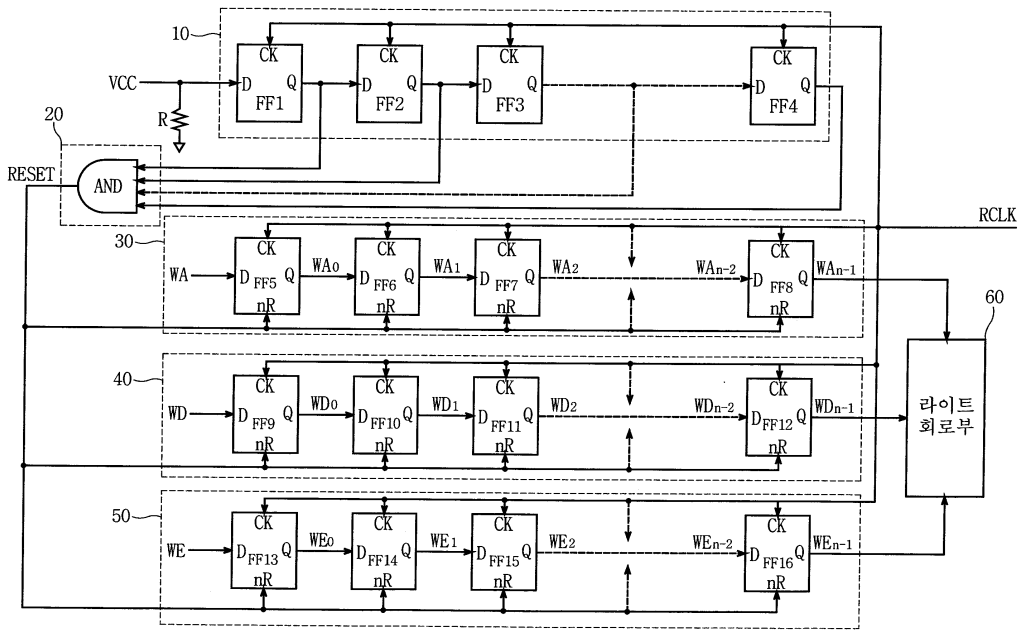 10
CK
CK
CK
CK
VCC
D Q
FF1
D Q
FF2
D Q
FF3
D Q
FF4
R
20
RESET
AND
RCLK
30
CK
CK
CK
CK
WA
D FF5 Q
WA0
D FF6 Q
WA1
D FF7 Q
WA2
WAn-2
D FF8 Q
WAn-1
nR
nR
nR
nR
60
40
CK
CK
CK
CK
WD
D FF9 Q
WD0
D FF10 Q
WD1
D FF11 Q
WD2
WDn-2
D FF12 Q
WDn-1
nR
nR
nR
nR
라이트
회로부
50
CK
CK
CK
CK
WE
D FF13 Q
WE0
D FF14 Q
WE1
D FF15 Q
WE2
WEn-2
D FF16 Q
WEn-1
nR
nR
nR
nR